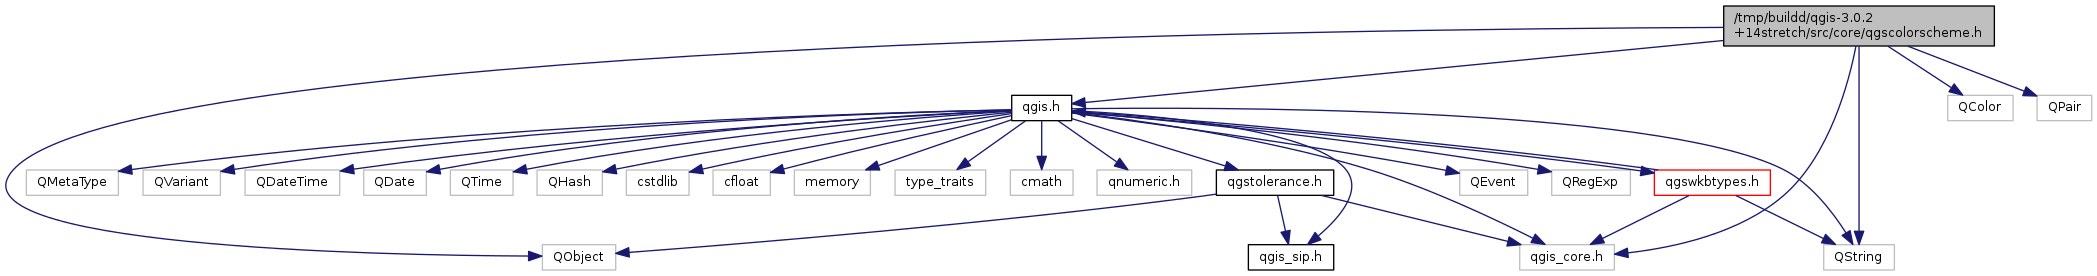 /tmp/buildd/qgis-3.0.2
+14stretch/src/core/qgscolorscheme.h
qgis.h
QColor
QPair
QMetaType
QVariant
QDateTime
QDate
QTime
QHash
cstdlib
cfloat
memory
type_traits
cmath
qnumeric.h
qgstolerance.h
QEvent
QRegExp
qgswkbtypes.h
QObject
qgis_sip.h
qgis_core.h
QString